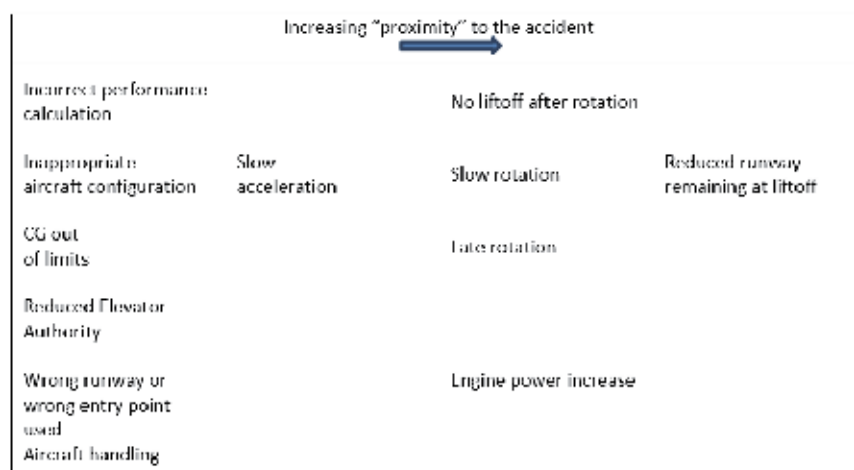 Increasing "proximity" to the accident
Incorrect performance
calculation
No liftoff after rotation
Inappropriate
aircraft configuration
Slow
acceleration
Slow rotation
Reduced runway
remaining at liftoff
CG out
of limits
Late rotation
Reduced Elevator
Authority
Wrong runway or
wrong entry point
used
Engine power increase
Aircraft handling